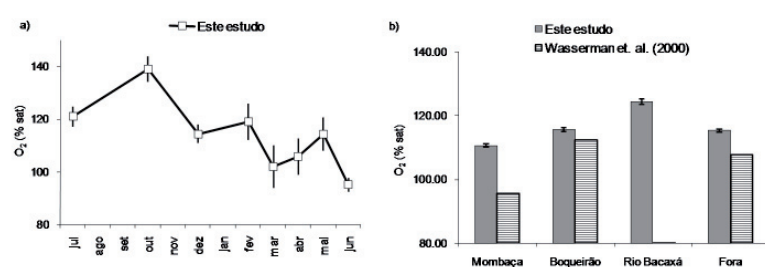 a)
Este estudo
O₂ (% sat)
140
120
100
80
jul
ago
set
out
nov
dez
jan
fev
mar
abr
mai
jun
b)
Este estudo
Wasserman et. al. (2000)
O₂ (% sat)
140.00
120.00
100.00
80.00
Mombaça
Boqueirão
Rio Bacaxá
Fora